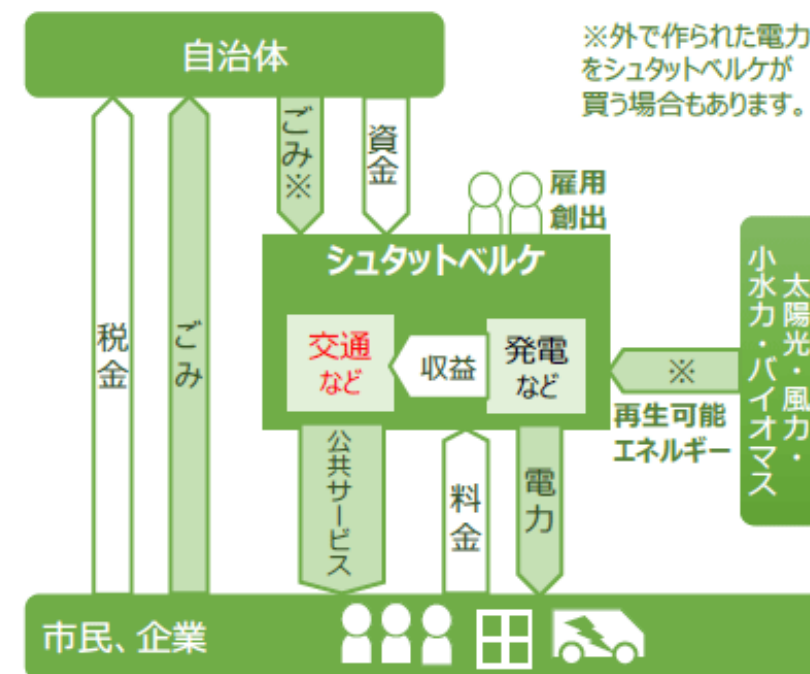 自治体
※外で作られた電力
をシュタットベルケが
買う場合もあります。
ごみ※
資金
雇用
創出
シュタットベルケ
税金
ごみ
交通
など
収益
発電
など
※
再生可能
エネルギー
太陽光・風力・
小水力・バイオマス
公共サービス
料金
電力
市民、企業